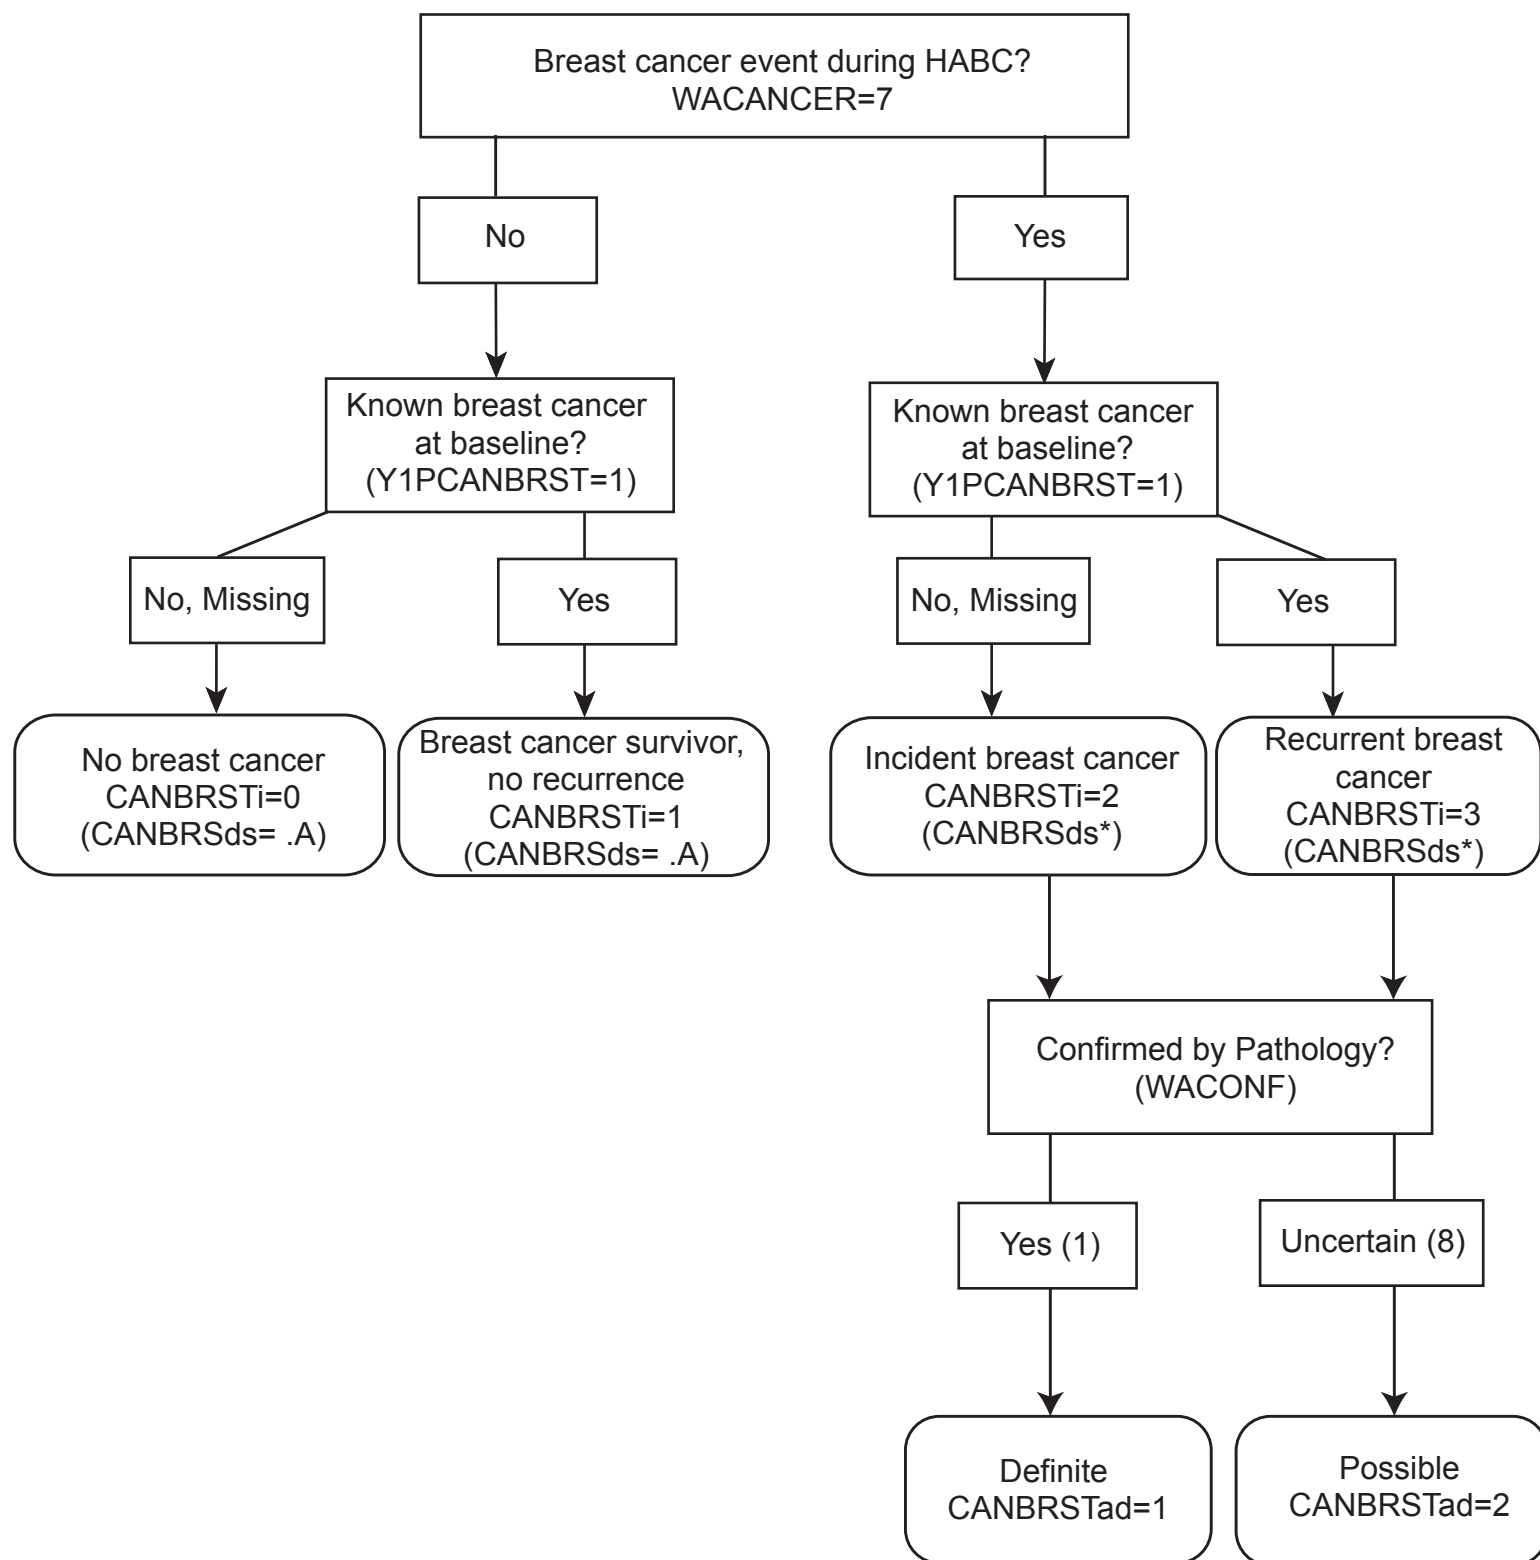 Breast cancer event during HABC?
WACANCER=7
No
Yes
Known breast cancer
at baseline?
(Y1PCANBRST=1)
Known breast cancer
at baseline?
(Y1PCANBRST=1)
No, Missing
Yes
No, Missing
Yes
No breast cancer
CANBRSTi=0
(CANBRSds= .A)
Breast cancer survivor,
no recurrence
CANBRSTi=1
(CANBRSds= .A)
Incident breast cancer
CANBRSTi=2
(CANBRSds*)
Recurrent breast
cancer
CANBRSTi=3
(CANBRSds*)
Confirmed by Pathology?
(WACONF)
Yes (1)
Uncertain (8)
Definite
CANBRSTad=1
Possible
CANBRSTad=2